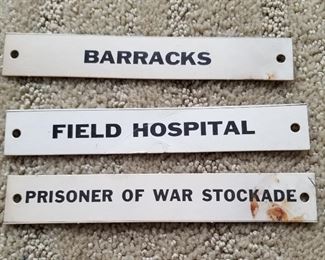 BARRACKS
FIELD HOSPITAL
PRISONER OF WAR STOCKADE